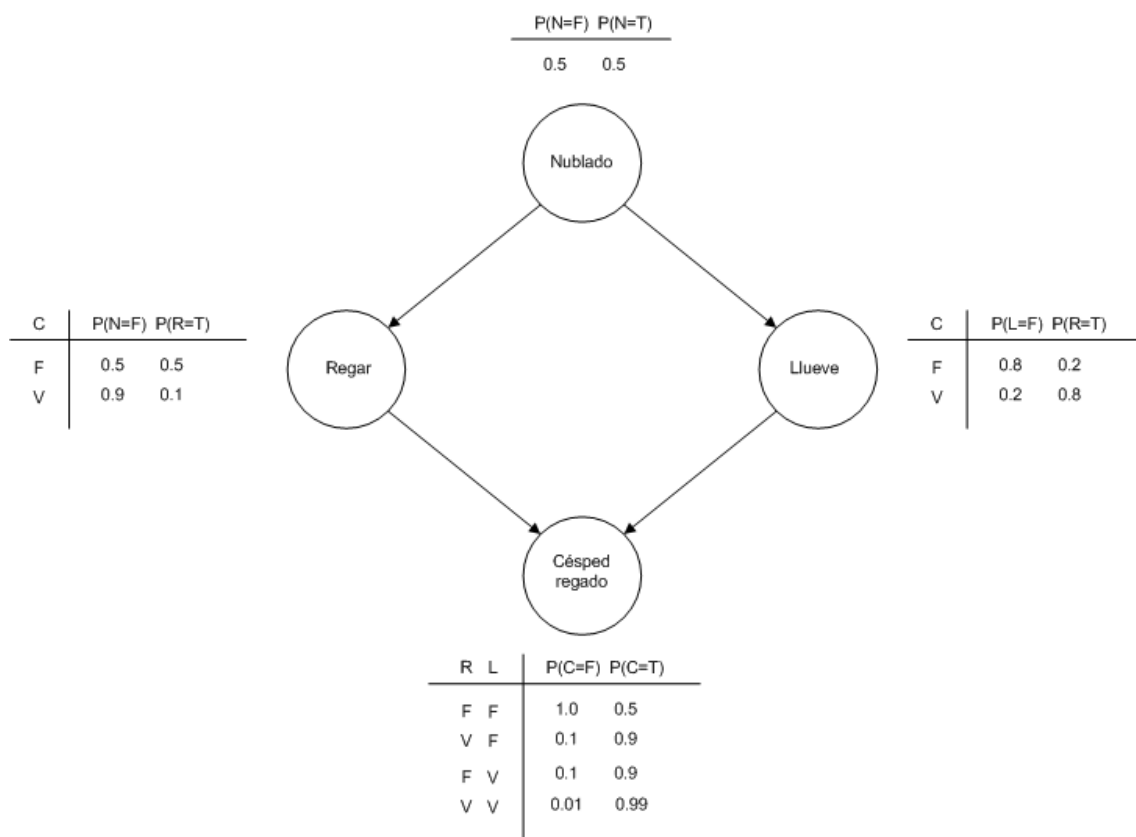 P(N=F) P(N=T)
0.5 0.5
Nublado
C P(N=F) P(R=T)
F 0.5 0.5
V 0.9 0.1
Regar
Llueve
C P(L=F) P(R=T)
F 0.8 0.2
V 0.2 0.8
Césped
regado
R L P(C=F) P(C=T)
F F 1.0 0.5
V F 0.1 0.9
F V 0.1 0.9
V V 0.01 0.99